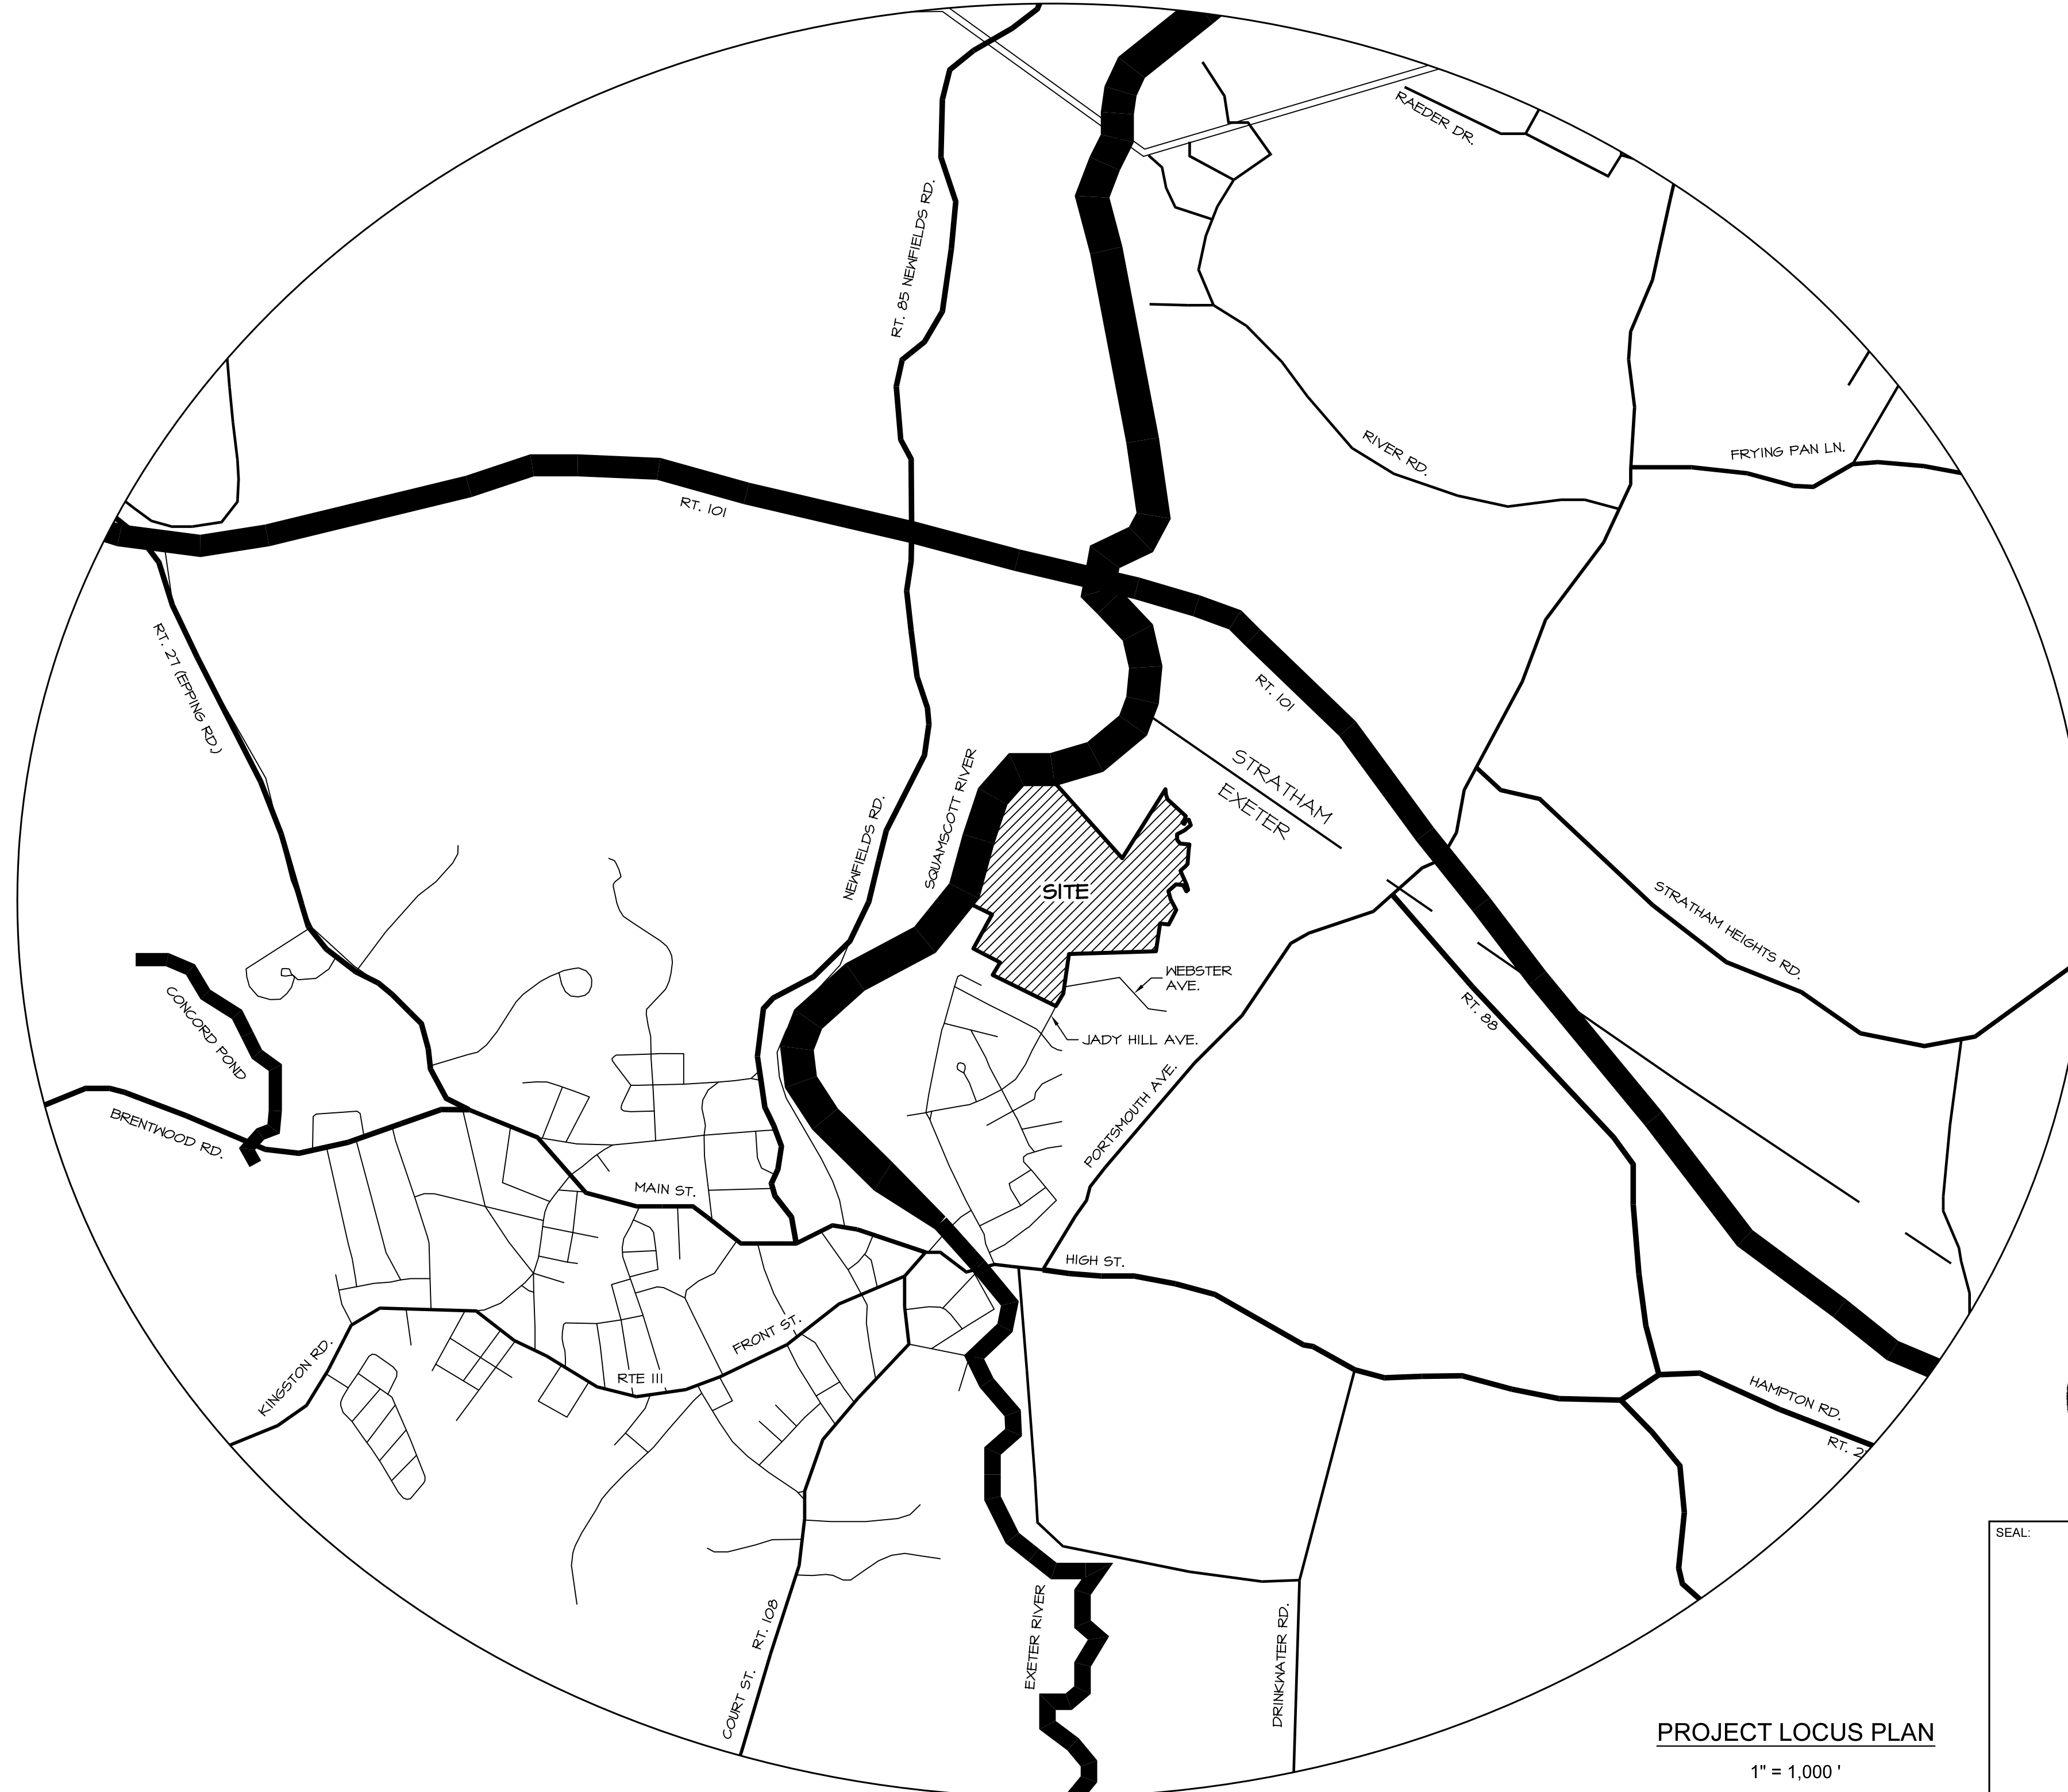 RAEDER DR.
RT. 85 NEWFIELDS RD.
RIVER RD.
FRYING PAN LN.
RT. 101
RT. 27 (EPPING RD.)
RT. 101
STRATHAM
EXETER
SQUAMSCOTT RIVER
NEWFIELDS RD.
SITE
STRATHAM HEIGHTS RD.
WEBSTER
AVE.
CONCORD POND
RT. 88
JADY HILL AVE.
BRENTWOOD RD.
PORTSMOUTH AVE.
MAIN ST.
HIGH ST.
FRONT ST.
KINGSTON RD.
RTE 111
HAMPTON RD.
RT. 2
SEAL:
EXETER RIVER
COURT ST. RT. 108
DRINKWATER RD.
PROJECT LOCUS PLAN
1" = 1,000 '